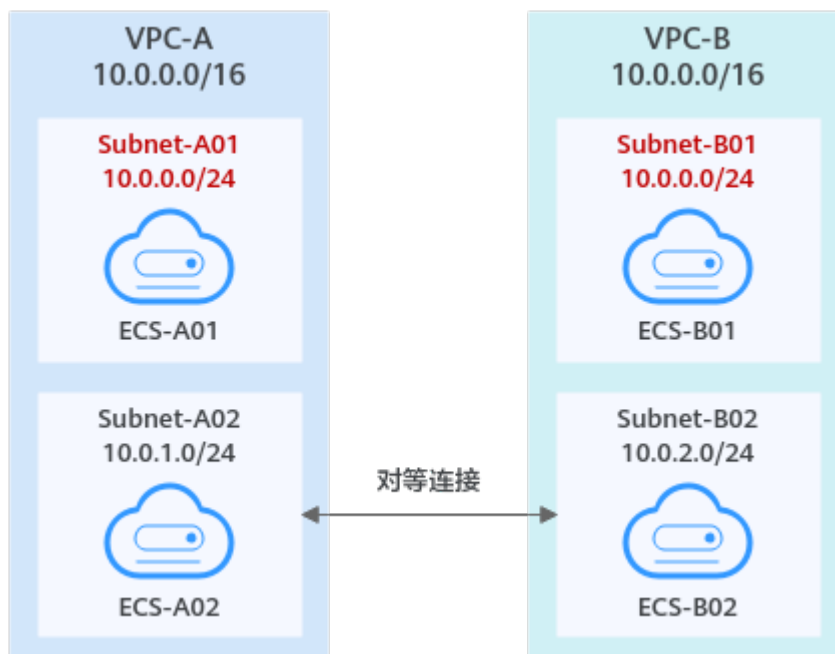 VPC-A
10.0.0.0/16
Subnet-A01
10.0.0.0/24
ECS-A01
Subnet-A02
10.0.1.0/24
ECS-A02
对等连接
VPC-B
10.0.0.0/16
Subnet-B01
10.0.0.0/24
ECS-B01
Subnet-B02
10.0.2.0/24
ECS-B02